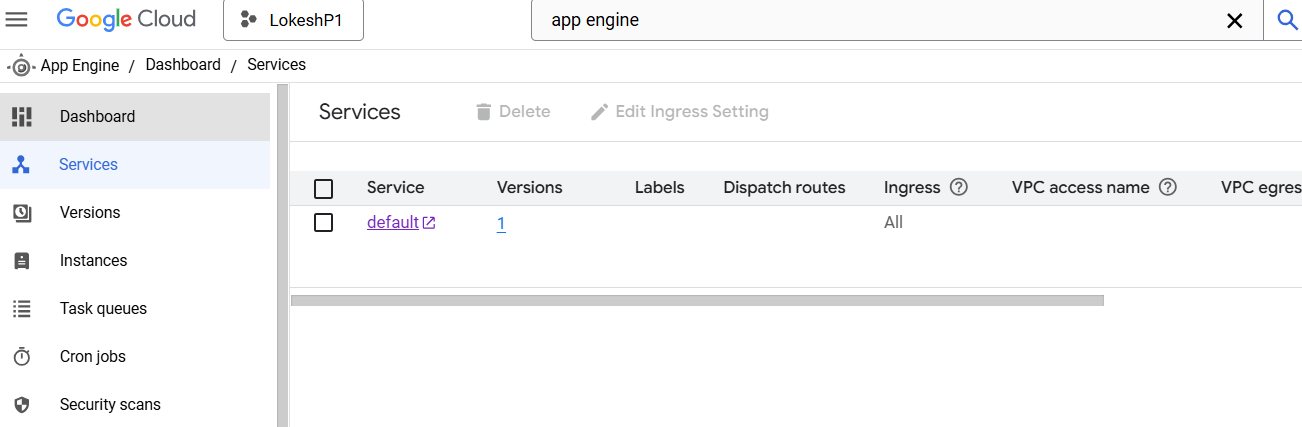 Google Cloud LokeshP1 app engine
App Engine / Dashboard / Services
Dashboard
Services
Versions
Instances
Task queues
Cron jobs
Security scans
Services Delete Edit Ingress Setting
Service Versions Labels Dispatch routes Ingress VPC access name VPC egres
default 1 All